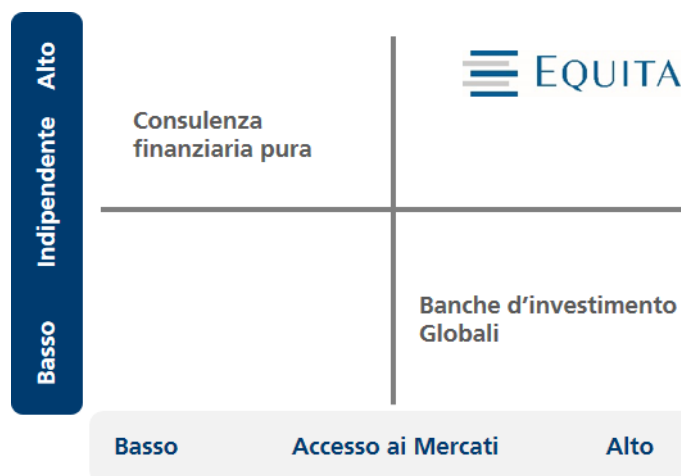 Alto
Indipendente
Basso
EQUITA
Consulenza
finanziaria pura
Banche d’investimento
Globali
Basso Accesso ai Mercati Alto